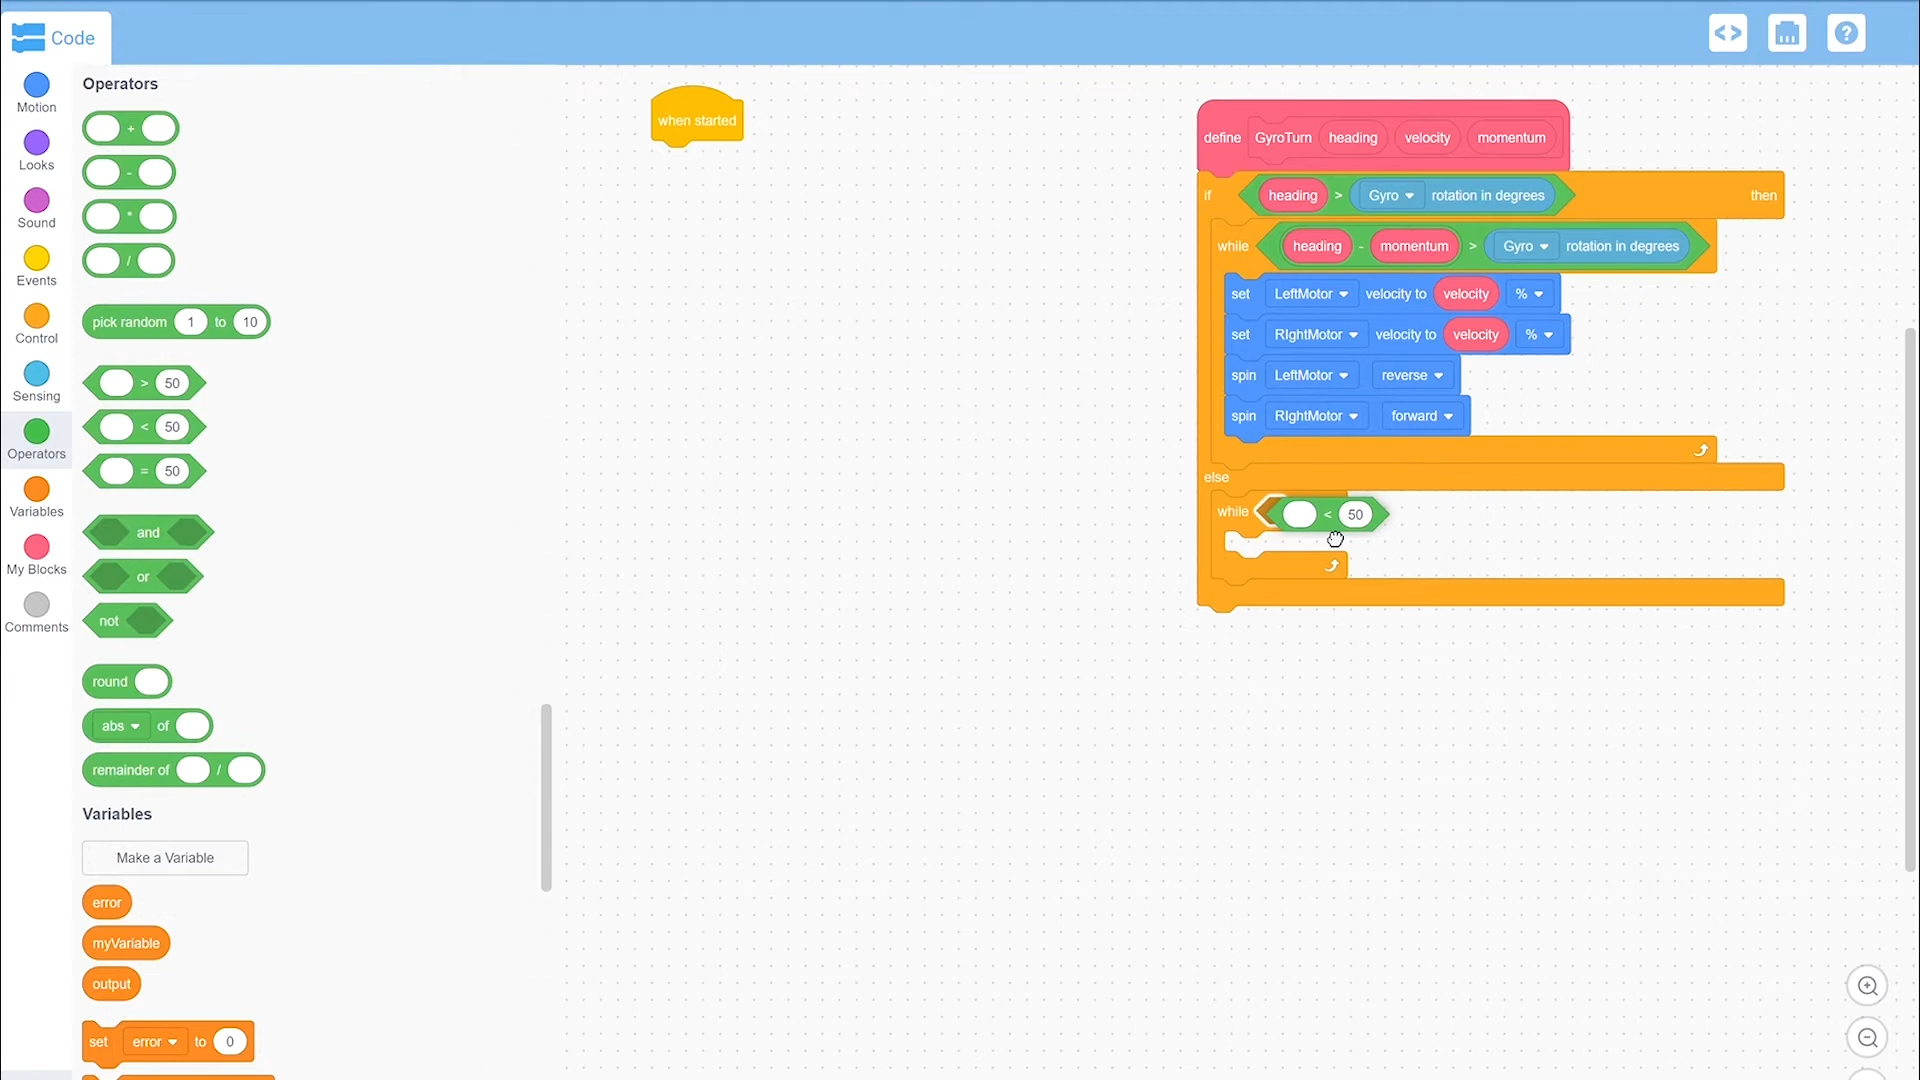 Code
Motion
Looks
Sound
Events
Control
Sensing
Operators
Variables
My Blocks
Comments
Operators
+
-
*
/
pick random 1 to 10
> 50
< 50
= 50
and
or
not
round
abs of
remainder of /
Variables
Make a Variable
error
myVariable
output
set error to 0
when started
define GyroTurn heading velocity momentum
if heading > Gyro rotation in degrees then
while heading - momentum > Gyro rotation in degrees
set LeftMotor velocity to velocity %
set RIghtMotor velocity to velocity %
spin LeftMotor reverse
spin RIghtMotor forward
else
while < 50